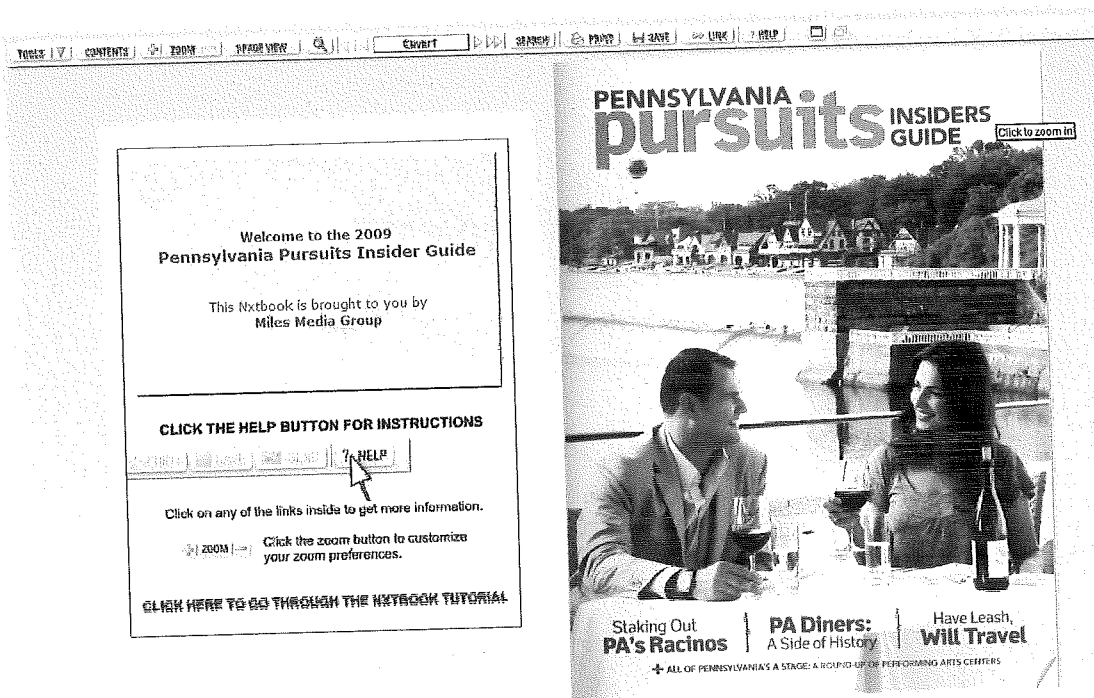 TOOLS
CONTENTS
ZOOM
2 PAGE VIEW
Cover1
SEARCH
PRINT
SAVE
LINK
? HELP
Welcome to the 2009
Pennsylvania Pursuits Insider Guide
This Nxtbook is brought to you by
Miles Media Group
CLICK THE HELP BUTTON FOR INSTRUCTIONS
? HELP
Click on any of the links inside to get more information.
ZOOM
Click the zoom button to customize
your zoom preferences.
CLICK HERE TO GO THROUGH THE NXTBOOK TUTORIAL
PENNSYLVANIA
pursuits INSIDERS
GUIDE
Click to zoom in
Staking Out
PA's Racinos
PA Diners:
A Side of History
Have Leash,
Will Travel
+ ALL OF PENNSYLVANIA'S A STAGE: A ROUND-UP OF PERFORMING ARTS CENTERS